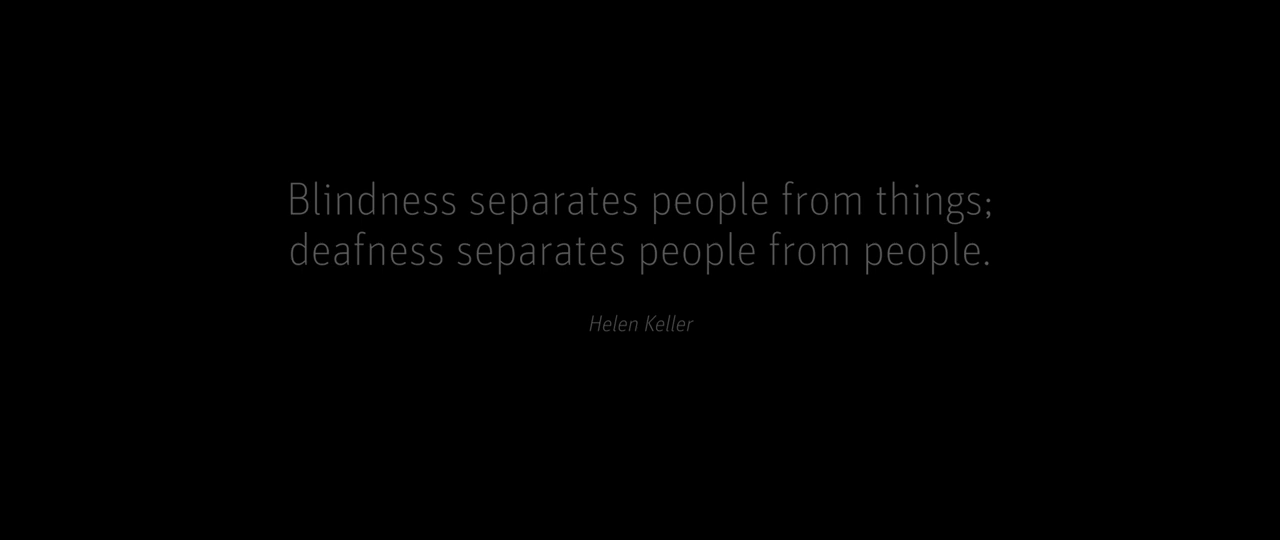 Blindness separates people from things;
deafness separates people from people.
Helen Keller